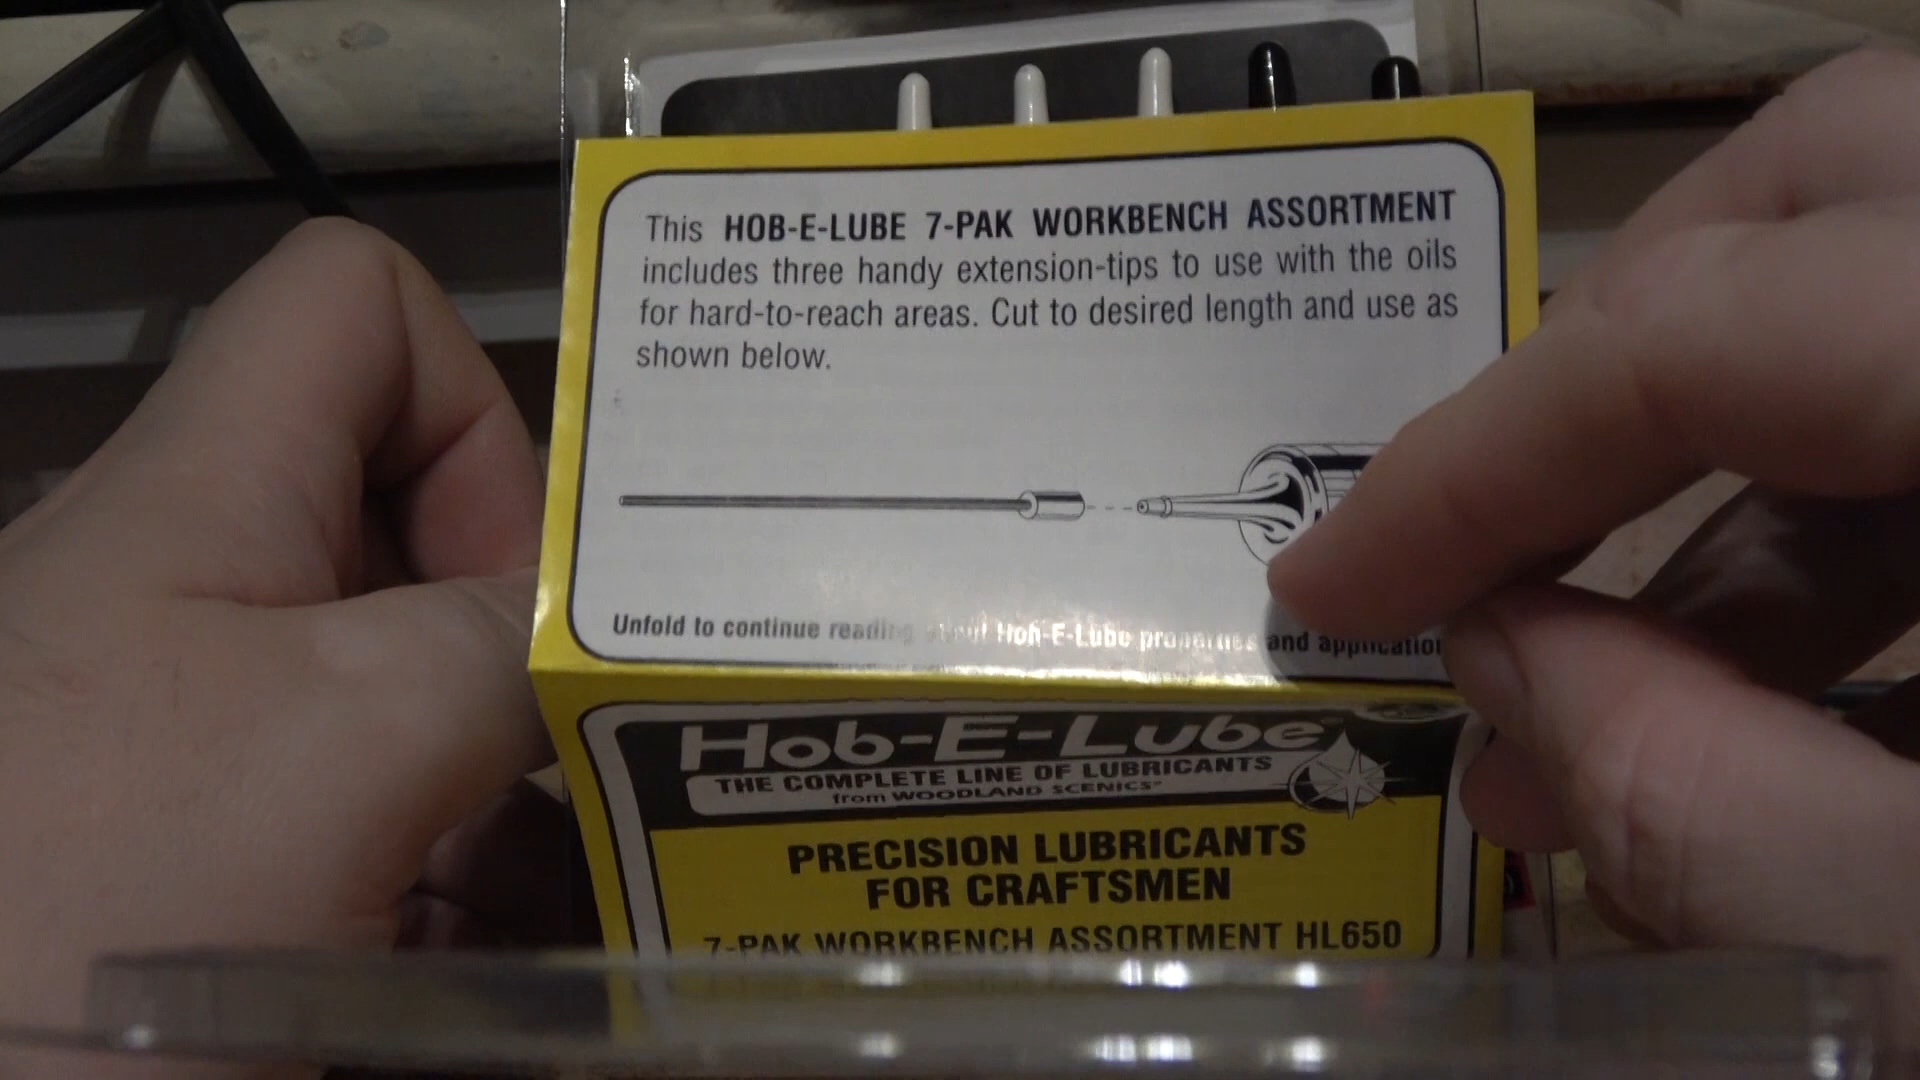 This HOB-E-LUBE 7-PAK WORKBENCH ASSORTMENT
includes three handy extension-tips to use with the oils
for hard-to-reach areas. Cut to desired length and use as
shown below.
Unfold to continue reading about Hob-E-Lube properties and application
Hob-E-Lube
THE COMPLETE LINE OF LUBRICANTS
from WOODLAND SCENICS™
PRECISION LUBRICANTS
FOR CRAFTSMEN
7-PAK WORKBENCH ASSORTMENT HL650